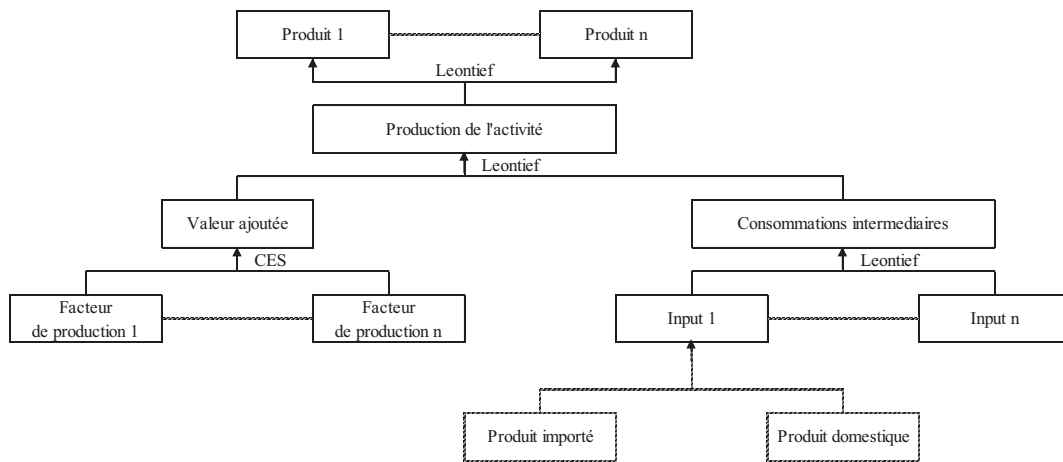 Produit 1
Produit n
Leontief
Production de l'activité
Leontief
Valeur ajoutée
Consommations intermediaires
CES
Leontief
Facteur
de production 1
Facteur
de production n
Input 1
Input n
Produit importé
Produit domestique